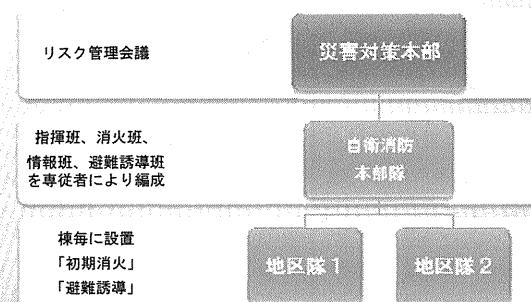 リスク管理会議
災害対策本部
指揮班、消火班、
情報班、避難誘導班
を専従者により編成
自衛消防
本部隊
棟毎に設置
「初期消火」
「避難誘導」
地区隊1
地区隊2